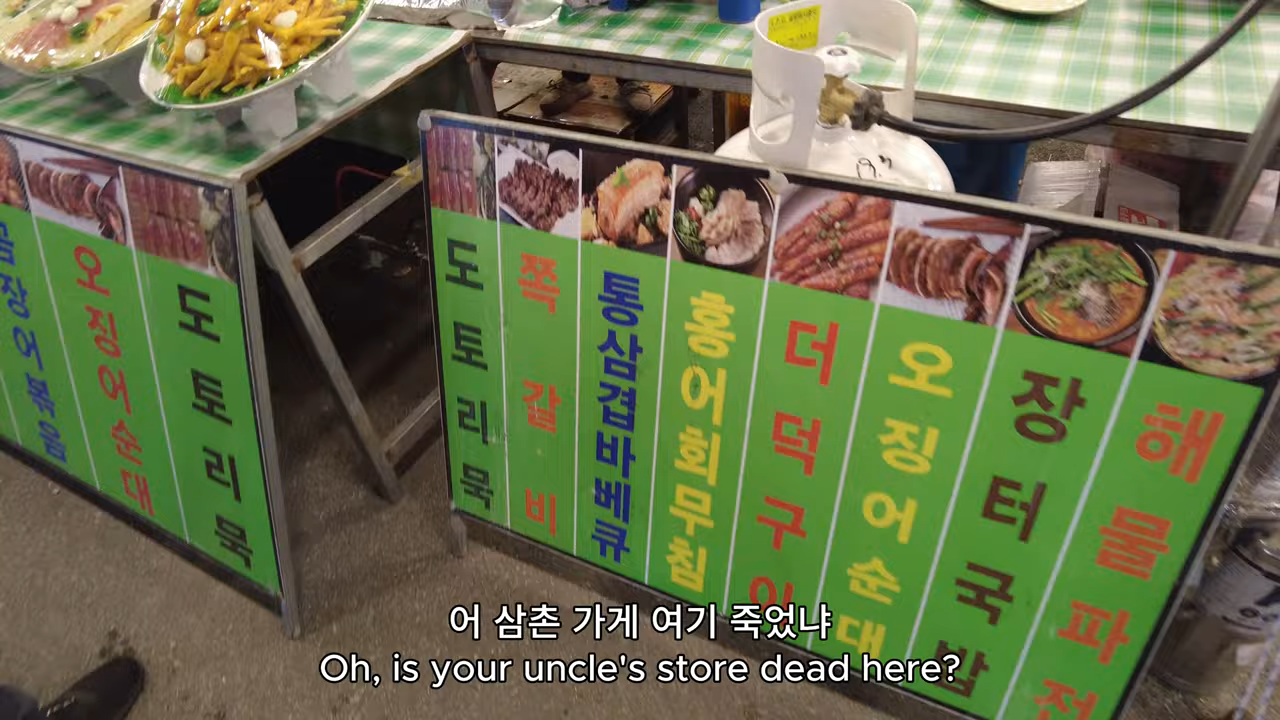 곰장어볶음
오징어순대
도토리묵
도토리묵
쪽갈비
통삼겹바베큐
홍어회무침
더덕구이
오징어순대
장터국밥
해물파전
어 삼촌 가게 여기 죽었냐
Oh, is your uncle's store dead here?